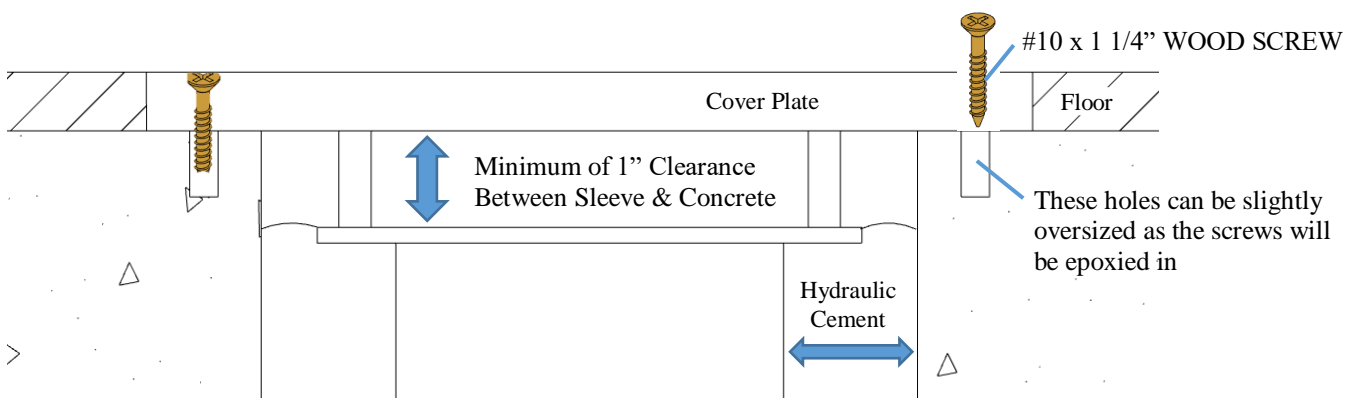 #10 x 1 1/4” WOOD SCREW
Cover Plate
Floor
Minimum of 1” Clearance
Between Sleeve & Concrete
These holes can be slightly
oversized as the screws will
be epoxied in
Hydraulic
Cement